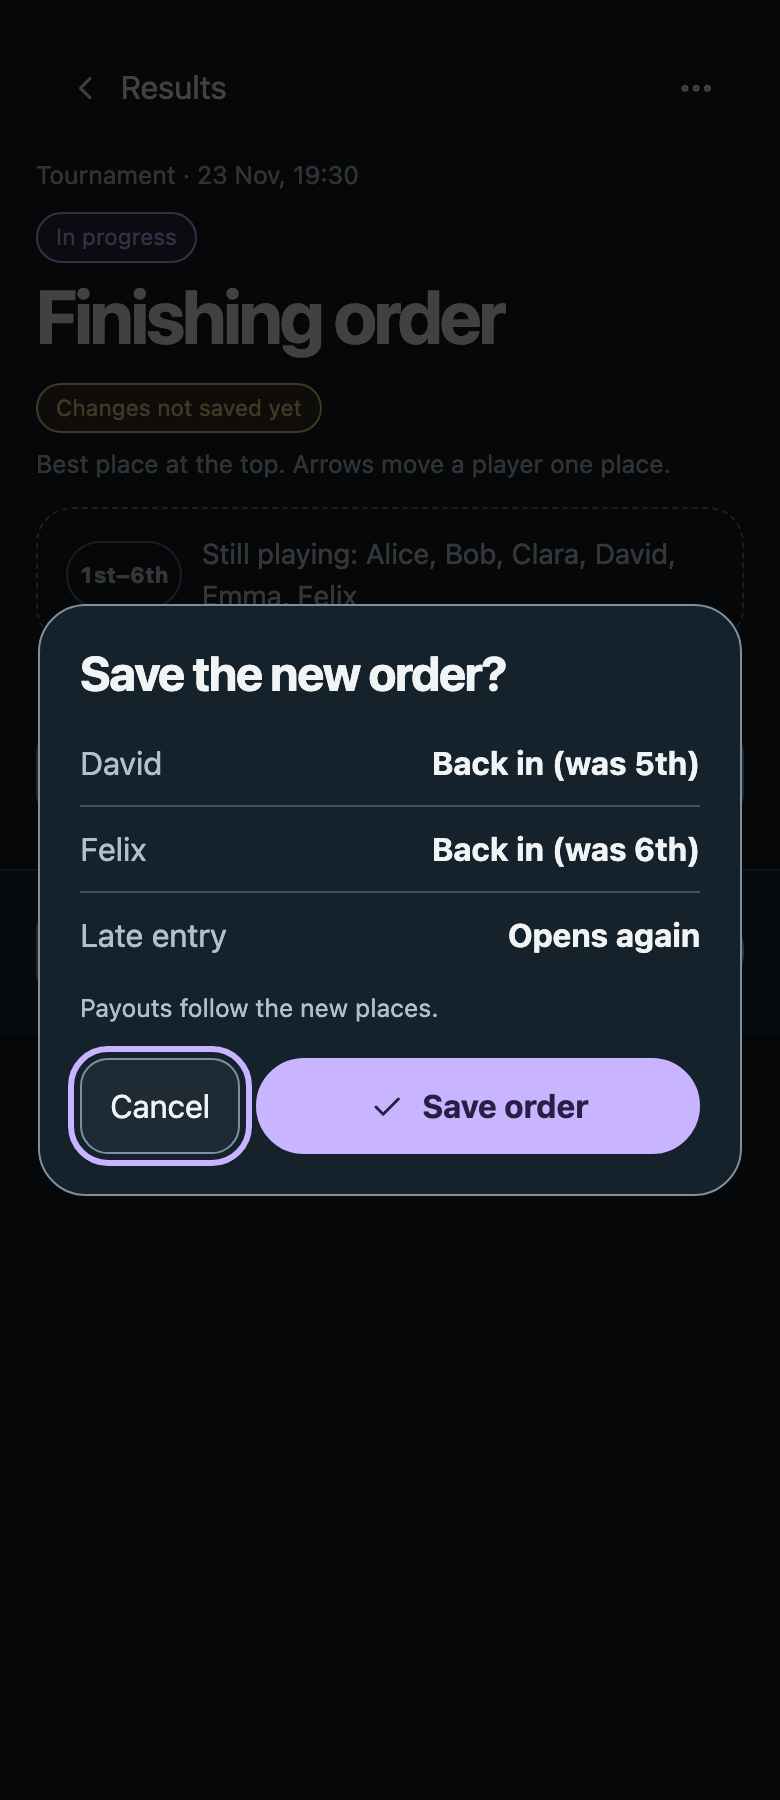 Results
Tournament · 23 Nov, 19:30
In progress
Finishing order
Changes not saved yet
Best place at the top. Arrows move a player one place.
1st–6th
Still playing: Alice, Bob, Clara, David,
Emma, Felix
Save the new order?
David Back in (was 5th)
Felix Back in (was 6th)
Late entry Opens again
Payouts follow the new places.
Cancel Save order